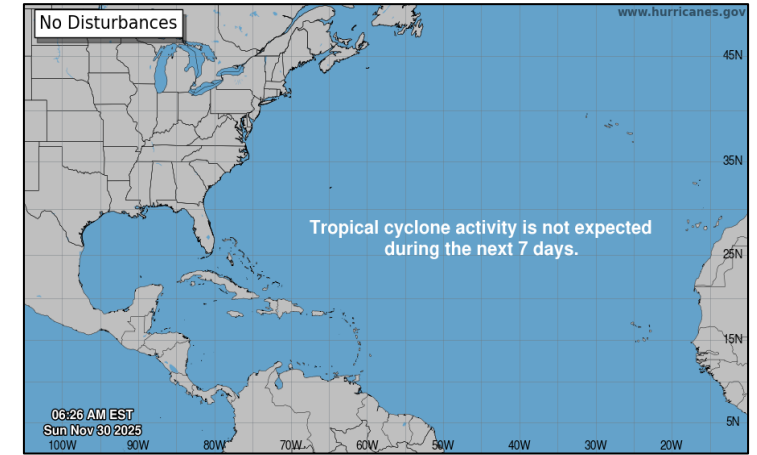 No Disturbances
www.hurricanes.gov
45N
35N
Tropical cyclone activity is not expected
during the next 7 days.
25N
15N
06:26 AM EST
Sun Nov 30 2025
5N
100W 90W 80W 70W 60W 50W 40W 30W 20W